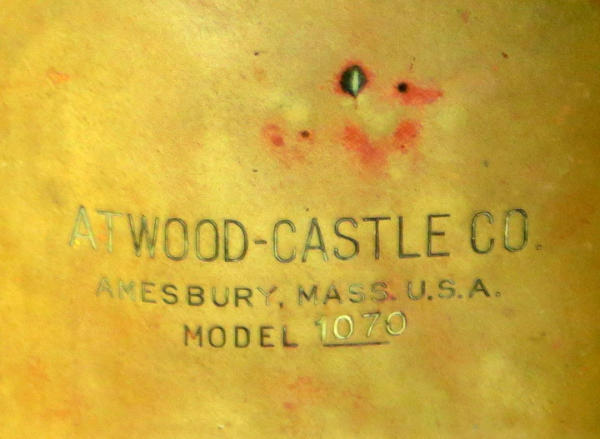 ATWOOD-CASTLE CO.
AMESBURY, MASS. U.S.A.
MODEL 1070